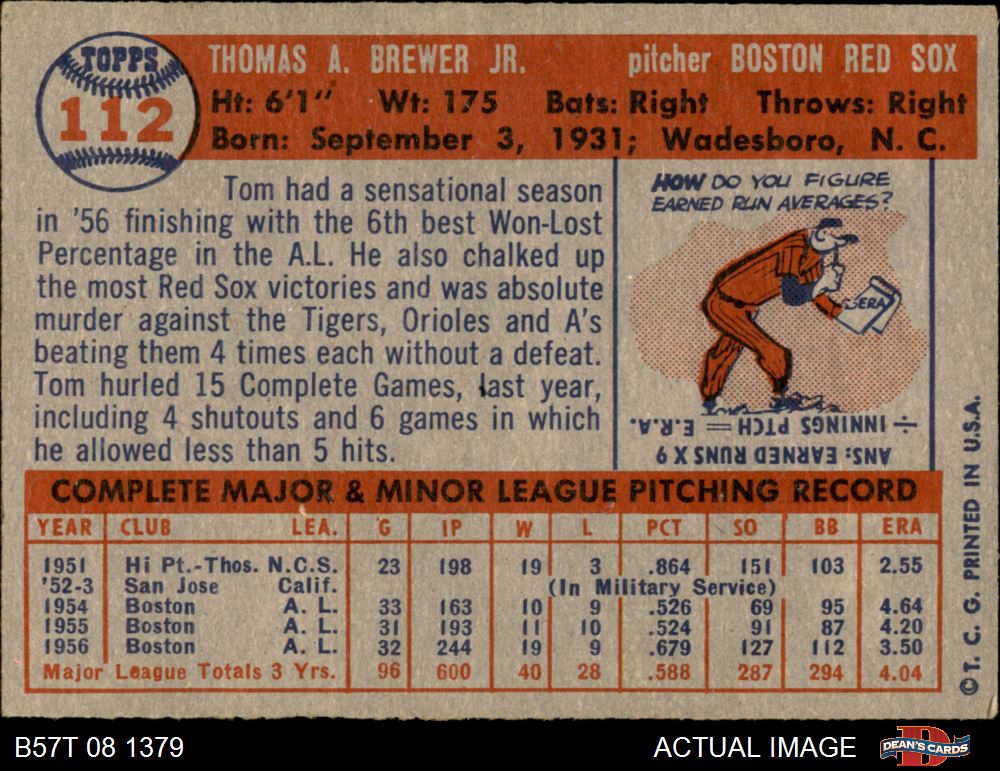 TOPPS
112
THOMAS A. BREWER JR. pitcher BOSTON RED SOX
Ht: 6'1" Wt: 175 Bats: Right Throws: Right
Born: September 3, 1931; Wadesboro, N. C.
Tom had a sensational season
in '56 finishing with the 6th best Won-Lost
Percentage in the A.L. He also chalked up
the most Red Sox victories and was absolute
murder against the Tigers, Orioles and A's
beating them 4 times each without a defeat.
Tom hurled 15 Complete Games, last year,
including 4 shutouts and 6 games in which
he allowed less than 5 hits.
HOW DO YOU FIGURE
EARNED RUN AVERAGES?
ERA
ANS: EARNED RUNS X 9
÷ INNINGS PTCH = E.R.A.
COMPLETE MAJOR & MINOR LEAGUE PITCHING RECORD
YEAR CLUB LEA. G IP W L PCT SO BB ERA
1951 Hi Pt.-Thos. N.C.S. 23 198 19 3 .864 151 103 2.55
'52-3 San Jose Calif. (In Military Service)
1954 Boston A. L. 33 163 10 9 .526 69 95 4.64
1955 Boston A. L. 31 193 11 10 .524 91 87 4.20
1956 Boston A. L. 32 244 19 9 .679 127 112 3.50
Major League Totals 3 Yrs. 96 600 40 28 .588 287 294 4.04
©T. C. G. PRINTED IN U.S.A.
B57T 08 1379 ACTUAL IMAGE DEAN'S CARDS